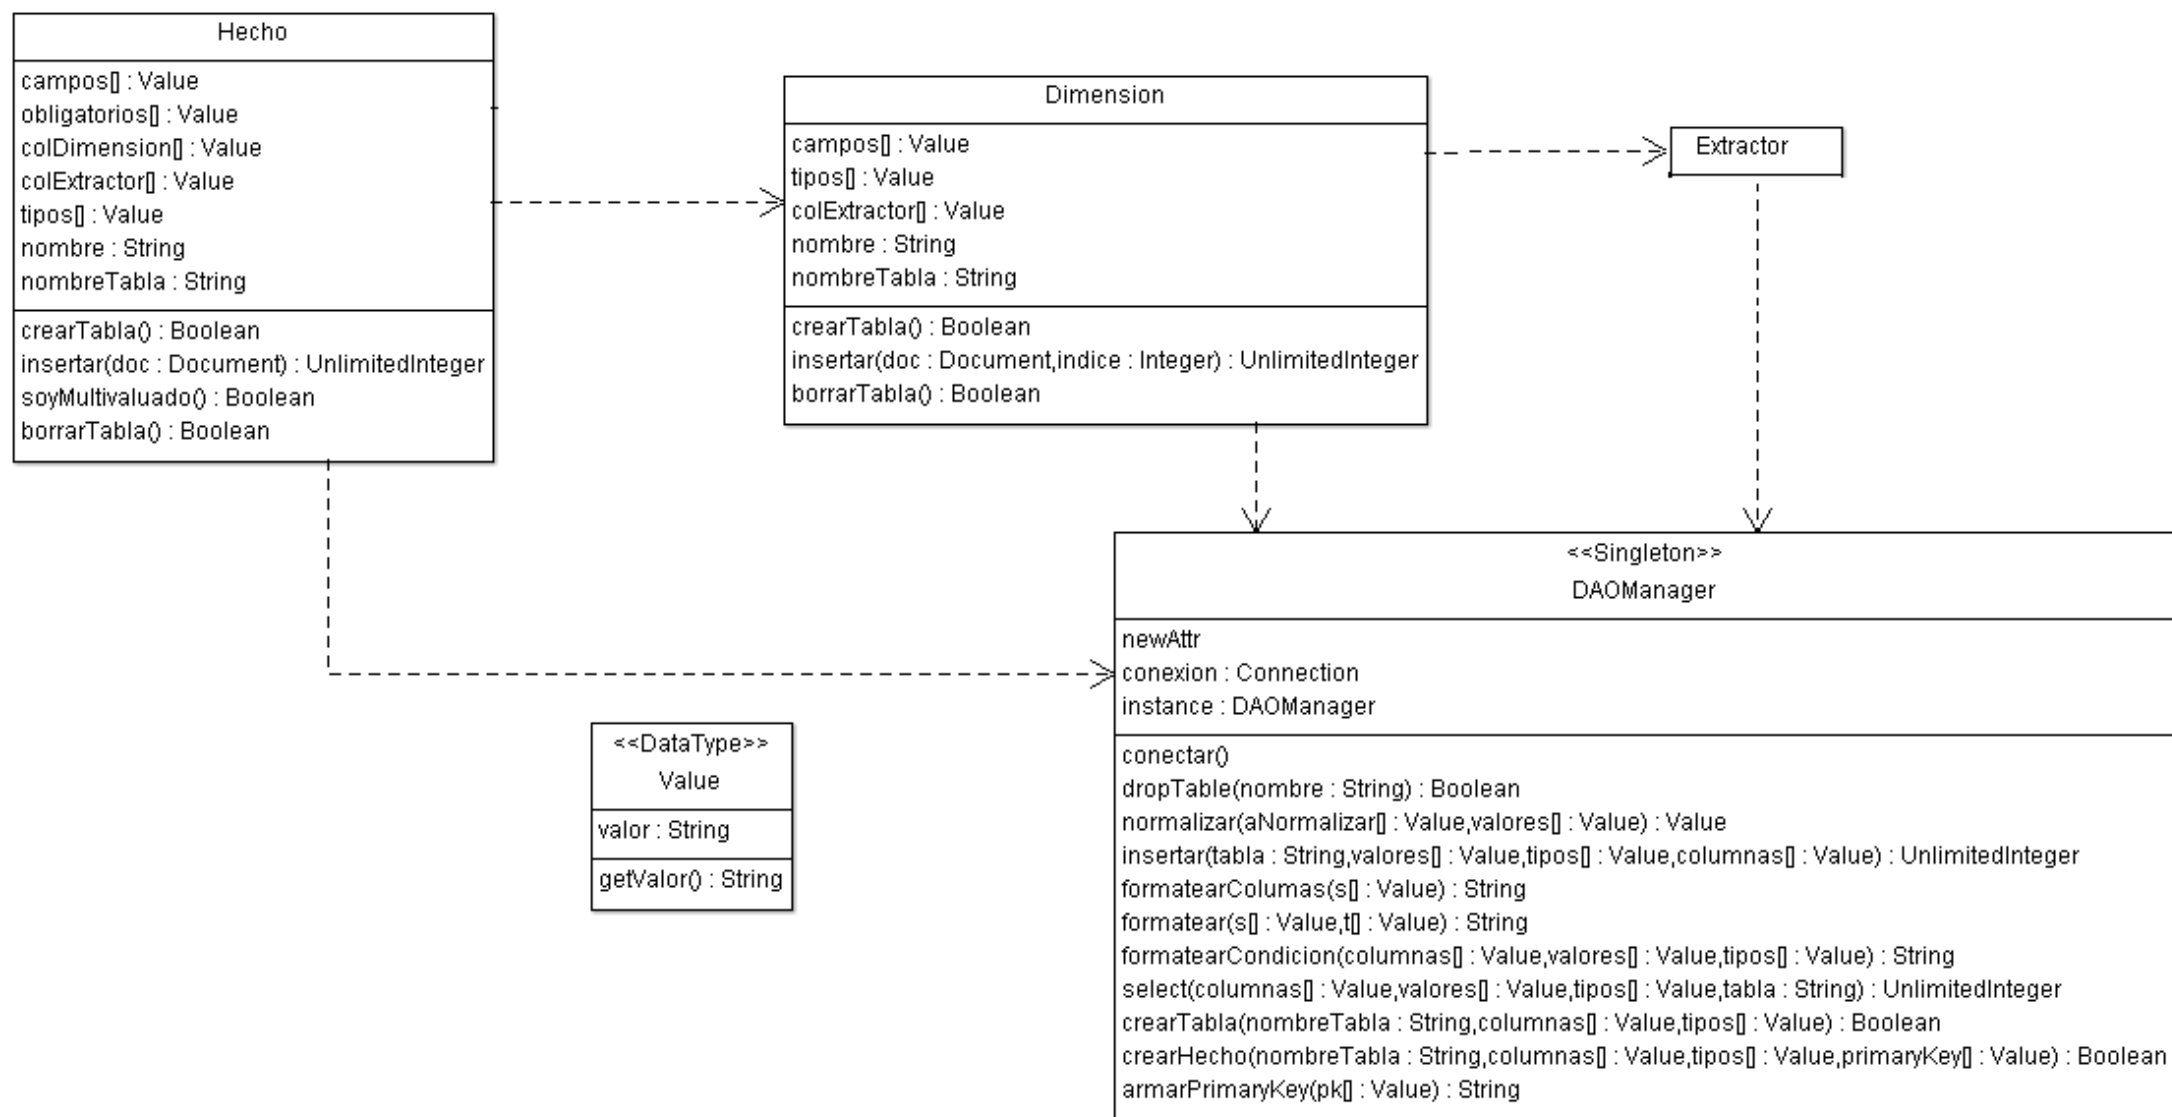 Hecho
campos[] : Value
obligatorios[] : Value
colDimension[] : Value
colExtractor[] : Value
tipos[] : Value
nombre : String
nombreTabla : String
crearTabla() : Boolean
insertar(doc : Document) : UnlimitedInteger
soyMultivaluado() : Boolean
borrarTabla() : Boolean
Dimension
campos[] : Value
tipos[] : Value
colExtractor[] : Value
nombre : String
nombreTabla : String
crearTabla() : Boolean
insertar(doc : Document,indice : Integer) : UnlimitedInteger
borrarTabla() : Boolean
Extractor
<<DataType>>
Value
valor : String
getValor() : String
<<Singleton>>
DAOManager
newAttr
conexion : Connection
instance : DAOManager
conectar()
dropTable(nombre : String) : Boolean
normalizar(aNormalizar[] : Value,valores[] : Value) : Value
insertar(tabla : String,valores[] : Value,tipos[] : Value,columnas[] : Value) : UnlimitedInteger
formatearColumas(s[] : Value) : String
formatear(s[] : Value,t[] : Value) : String
formatearCondicion(columnas[] : Value,valores[] : Value,tipos[] : Value) : String
select(columnas[] : Value,valores[] : Value,tipos[] : Value,tabla : String) : UnlimitedInteger
crearTabla(nombreTabla : String,columnas[] : Value,tipos[] : Value) : Boolean
crearHecho(nombreTabla : String,columnas[] : Value,tipos[] : Value,primaryKey[] : Value) : Boolean
armarPrimaryKey(pk[] : Value) : String